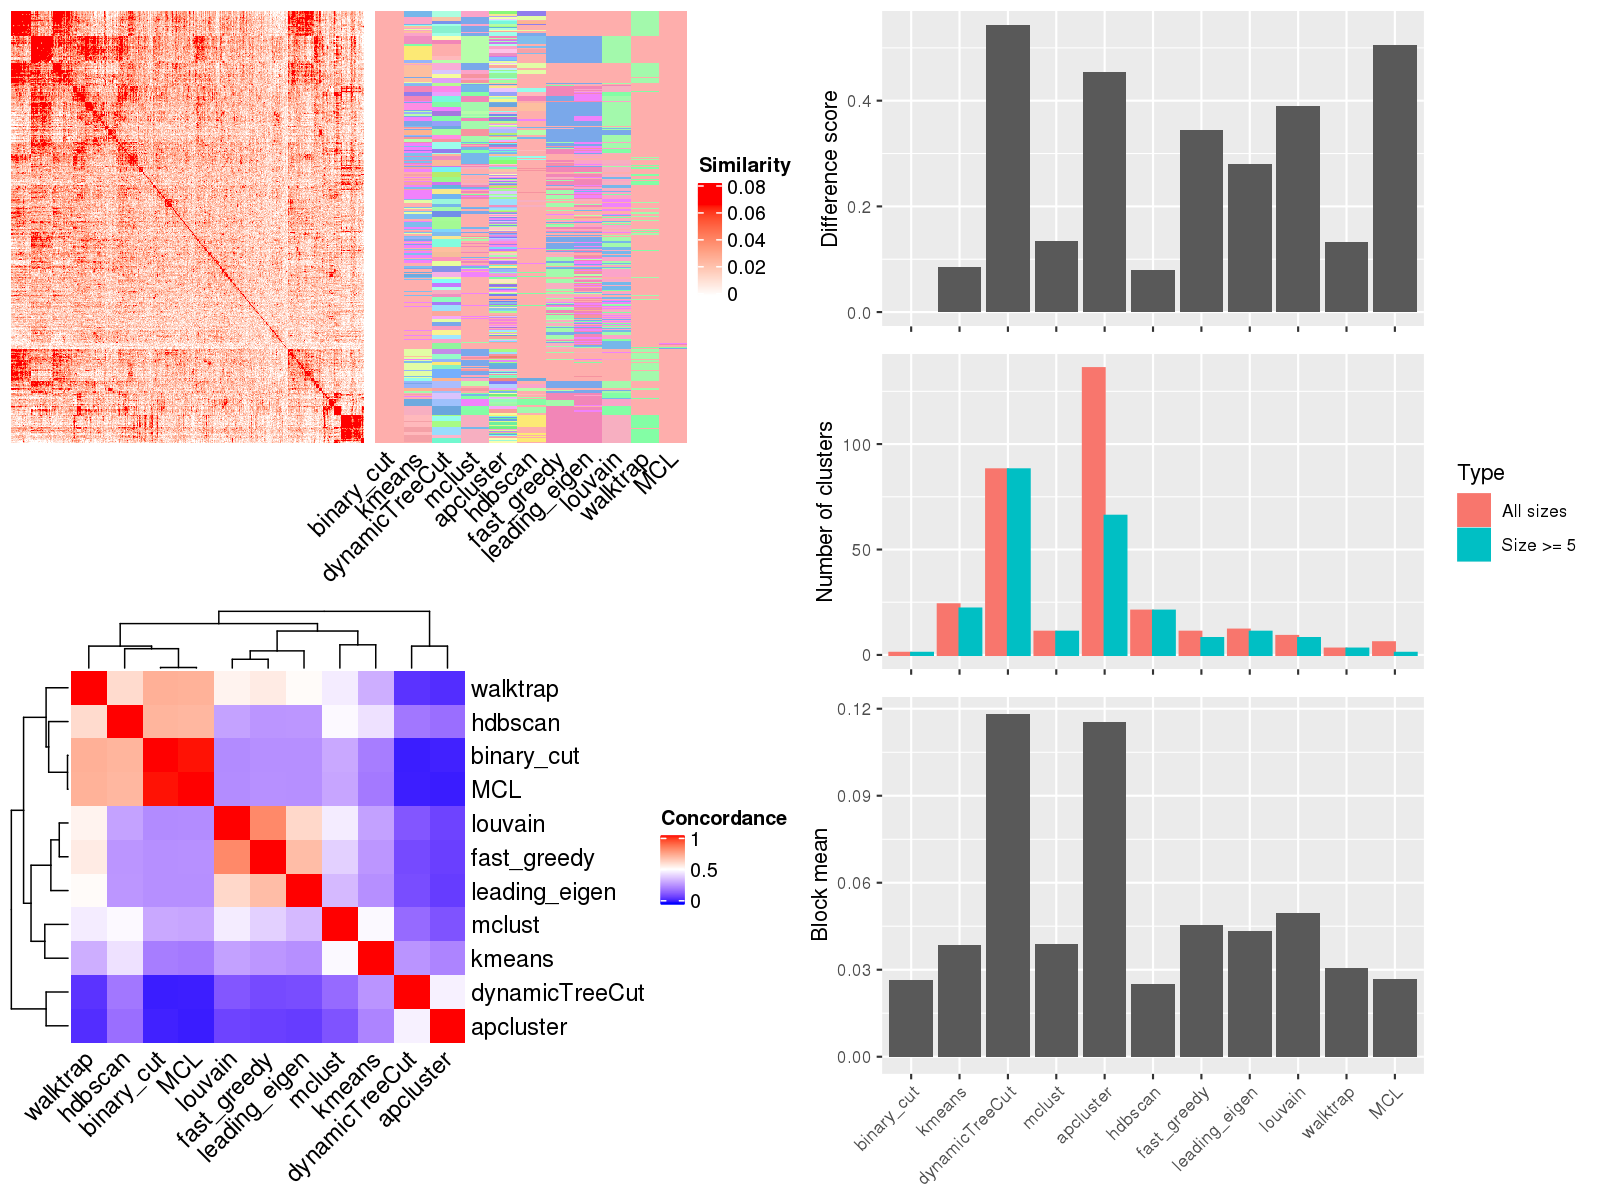 Similarity
0.08
0.06
0.04
0.02
0
binary_cut
kmeans
dynamicTreeCut
mclust
apcluster
hdbscan
fast_greedy
leading_eigen
louvain
walktrap
MCL
walktrap
hdbscan
binary_cut
MCL
louvain
fast_greedy
leading_eigen
mclust
kmeans
dynamicTreeCut
apcluster
Concordance
1
0.5
0
walktrap
hdbscan
binary_cut
MCL
louvain
fast_greedy
leading_eigen
mclust
kmeans
dynamicTreeCut
apcluster
Difference score
0.4
0.2
0.0
Number of clusters
100
50
0
Type
All sizes
Size >= 5
Block mean
0.12
0.09
0.06
0.03
0.00
binary_cut
kmeans
dynamicTreeCut
mclust
apcluster
hdbscan
fast_greedy
leading_eigen
louvain
walktrap
MCL